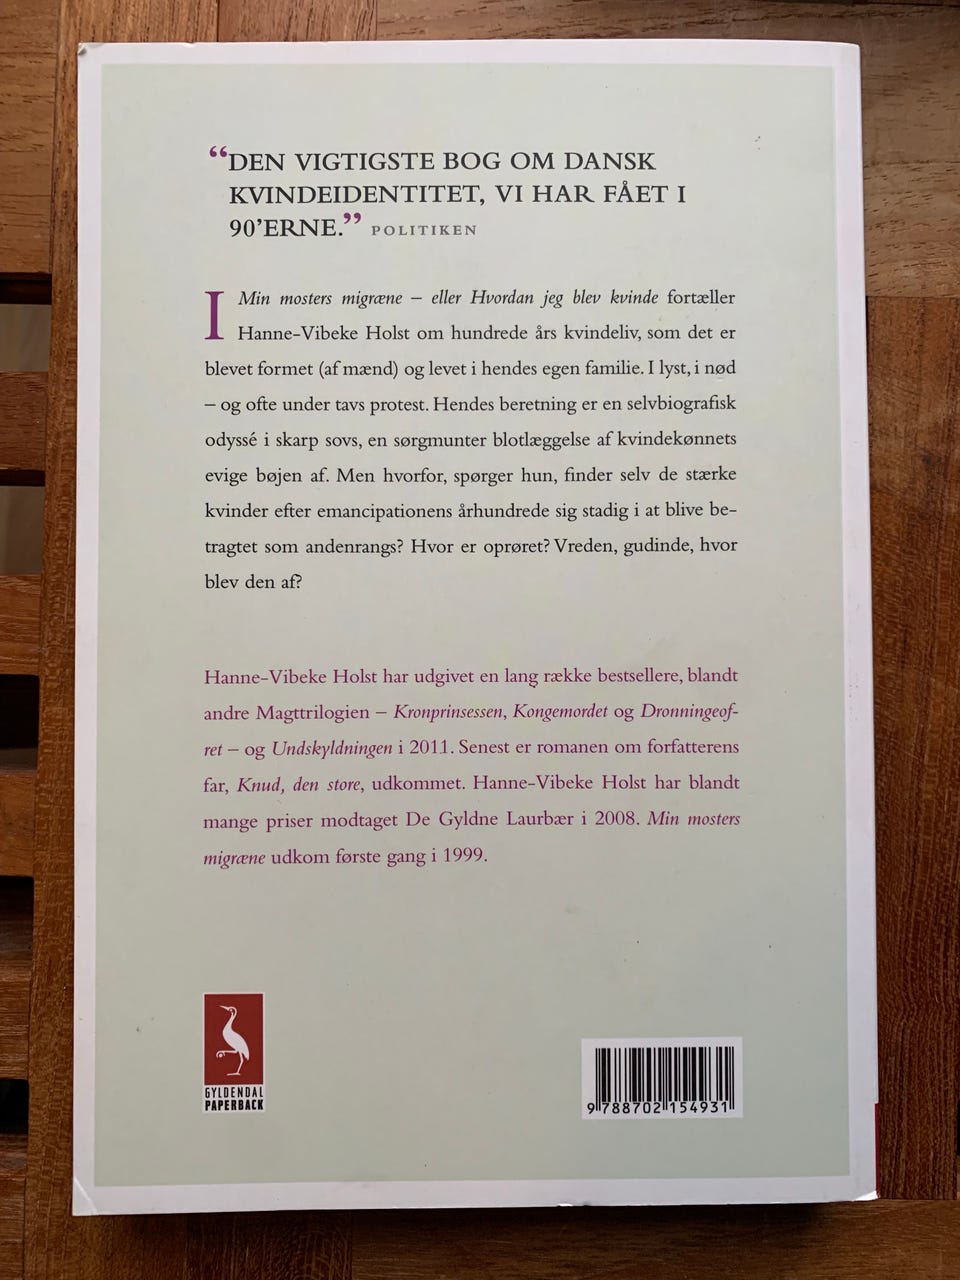 “DEN VIGTIGSTE BOG OM DANSK
KVINDEIDENTITET, VI HAR FÅET I
90’ERNE.” POLITIKEN
I Min mosters migræne – eller Hvordan jeg blev kvinde fortæller
Hanne-Vibeke Holst om hundrede års kvindeliv, som det er
blevet formet (af mænd) og levet i hendes egen familie. I lyst, i nød
– og ofte under tavs protest. Hendes beretning er en selvbiografisk
odyssé i skarp sovs, en sørgmunter blotlæggelse af kvindekønnets
evige bøjen af. Men hvorfor, spørger hun, finder selv de stærke
kvinder efter emancipationens århundrede sig stadig i at blive be-
tragtet som andenrangs? Hvor er oprøret? Vreden, gudinde, hvor
blev den af?
Hanne-Vibeke Holst har udgivet en lang række bestsellere, blandt
andre Magttrilogien – Kronprinsessen, Kongemordet og Dronningeof-
ret – og Undskyldningen i 2011. Senest er romanen om forfatterens
far, Knud, den store, udkommet. Hanne-Vibeke Holst har blandt
mange priser modtaget De Gyldne Laurbær i 2008. Min mosters
migræne udkom første gang i 1999.
GYLDENDAL
PAPERBACK
9 788702 154931